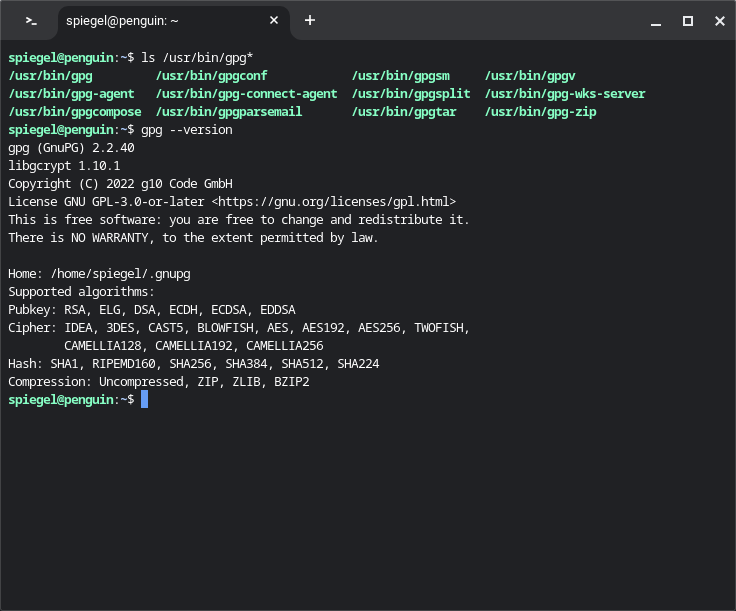 spiegel@penguin: ~
spiegel@penguin:~$ ls /usr/bin/gpg*
/usr/bin/gpg         /usr/bin/gpgconf            /usr/bin/gpgsm     /usr/bin/gpgv
/usr/bin/gpg-agent   /usr/bin/gpg-connect-agent  /usr/bin/gpgsplit  /usr/bin/gpg-wks-server
/usr/bin/gpgcompose  /usr/bin/gpgparsemail       /usr/bin/gpgtar    /usr/bin/gpg-zip
spiegel@penguin:~$ gpg --version
gpg (GnuPG) 2.2.40
libgcrypt 1.10.1
Copyright (C) 2022 g10 Code GmbH
License GNU GPL-3.0-or-later <https://gnu.org/licenses/gpl.html>
This is free software: you are free to change and redistribute it.
There is NO WARRANTY, to the extent permitted by law.

Home: /home/spiegel/.gnupg
Supported algorithms:
Pubkey: RSA, ELG, DSA, ECDH, ECDSA, EDDSA
Cipher: IDEA, 3DES, CAST5, BLOWFISH, AES, AES192, AES256, TWOFISH,
        CAMELLIA128, CAMELLIA192, CAMELLIA256
Hash: SHA1, RIPEMD160, SHA256, SHA384, SHA512, SHA224
Compression: Uncompressed, ZIP, ZLIB, BZIP2
spiegel@penguin:~$